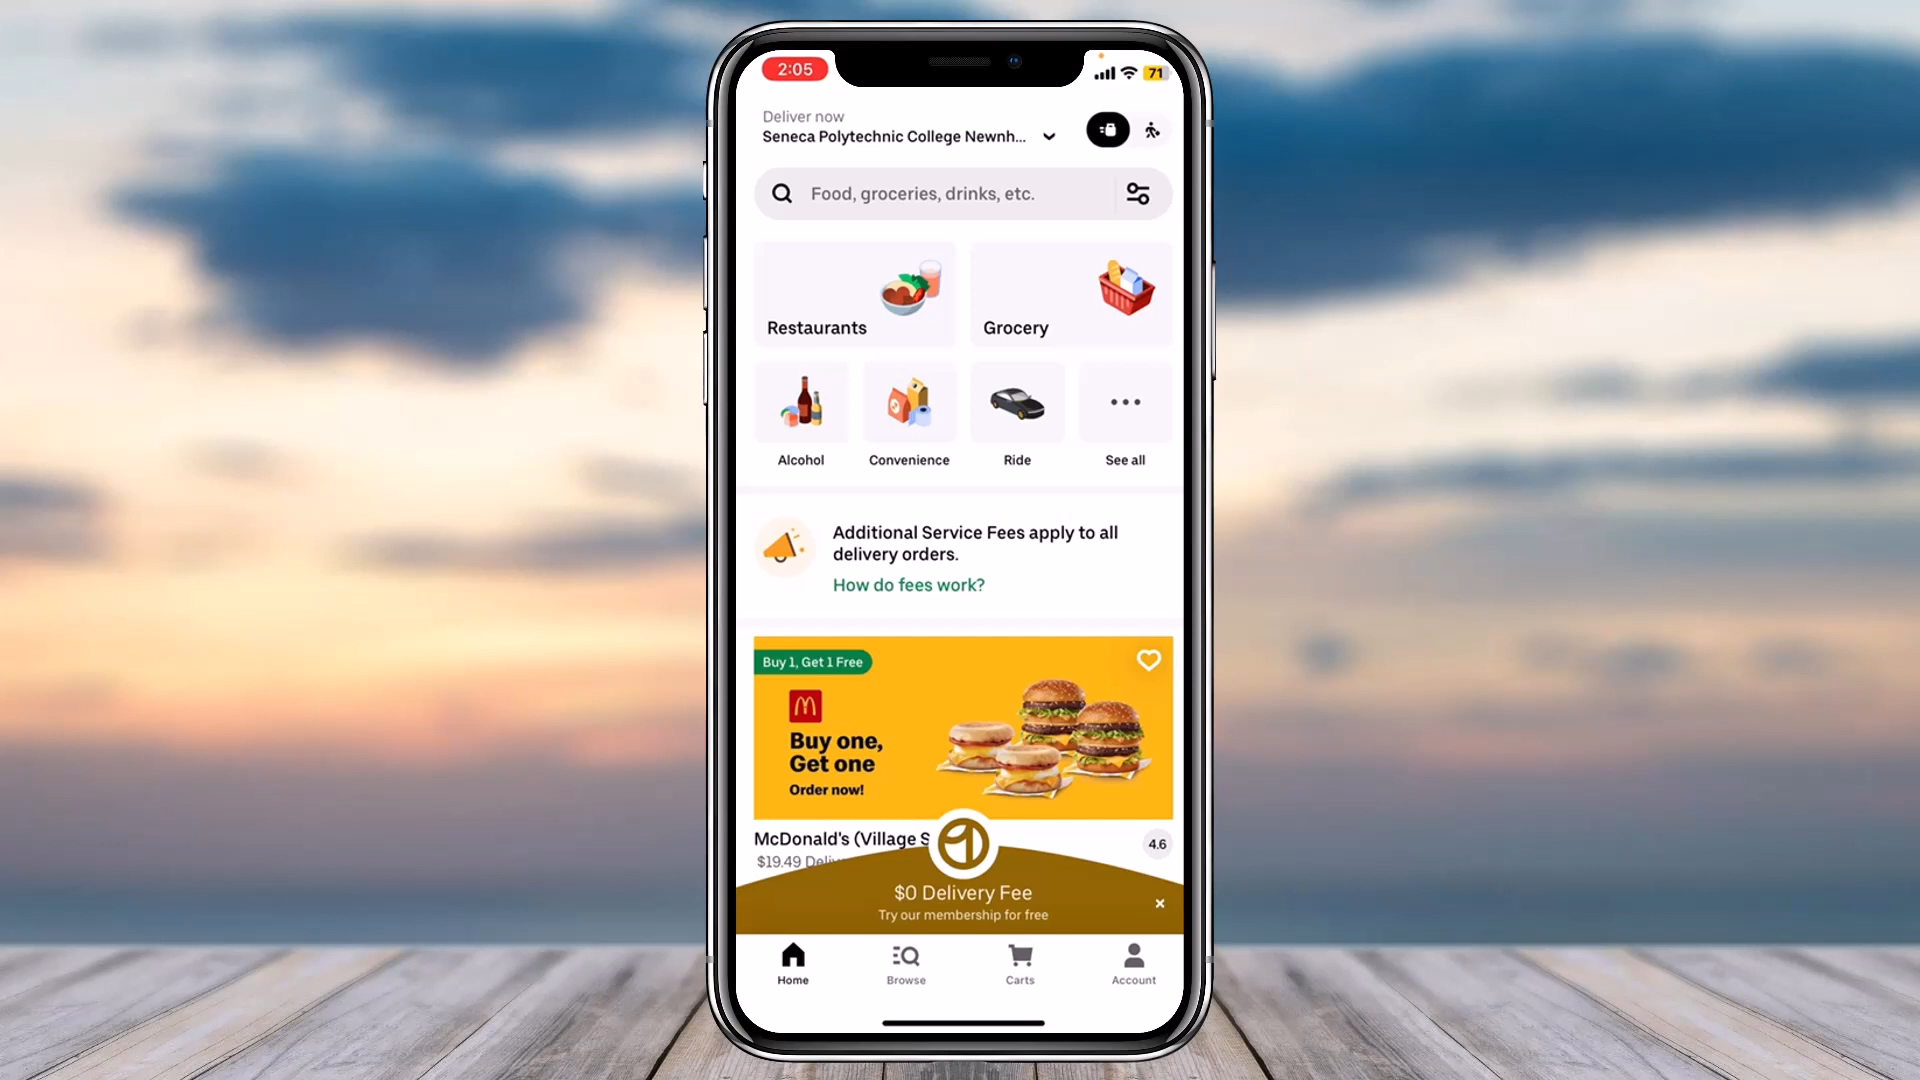 2:05
71
Deliver now
Seneca Polytechnic College Newnh...
Food, groceries, drinks, etc.
Restaurants
Grocery
Alcohol
Convenience
Ride
See all
Additional Service Fees apply to all
delivery orders.
How do fees work?
Buy 1, Get 1 Free
Buy one,
Get one
Order now!
McDonald's (Village S
4.6
$19.49 Deliv
$0 Delivery Fee
Try our membership for free
Home
Browse
Carts
Account